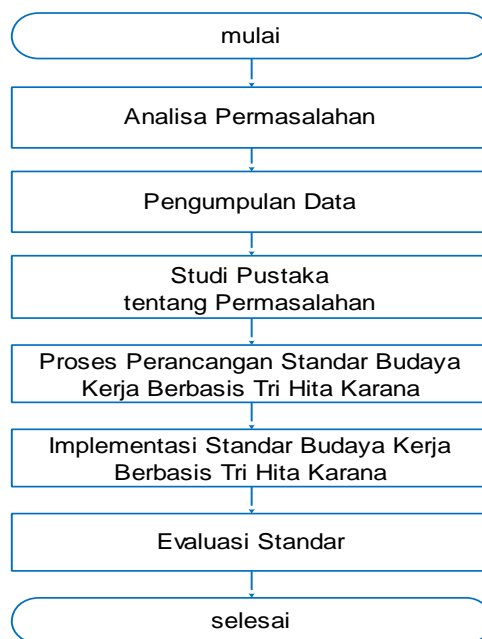 mulai
Analisa Permasalahan
Pengumpulan Data
Studi Pustaka
tentang Permasalahan
Proses Perancangan Standar Budaya
Kerja Berbasis Tri Hita Karana
Implementasi Standar Budaya Kerja
Berbasis Tri Hita Karana
Evaluasi Standar
selesai